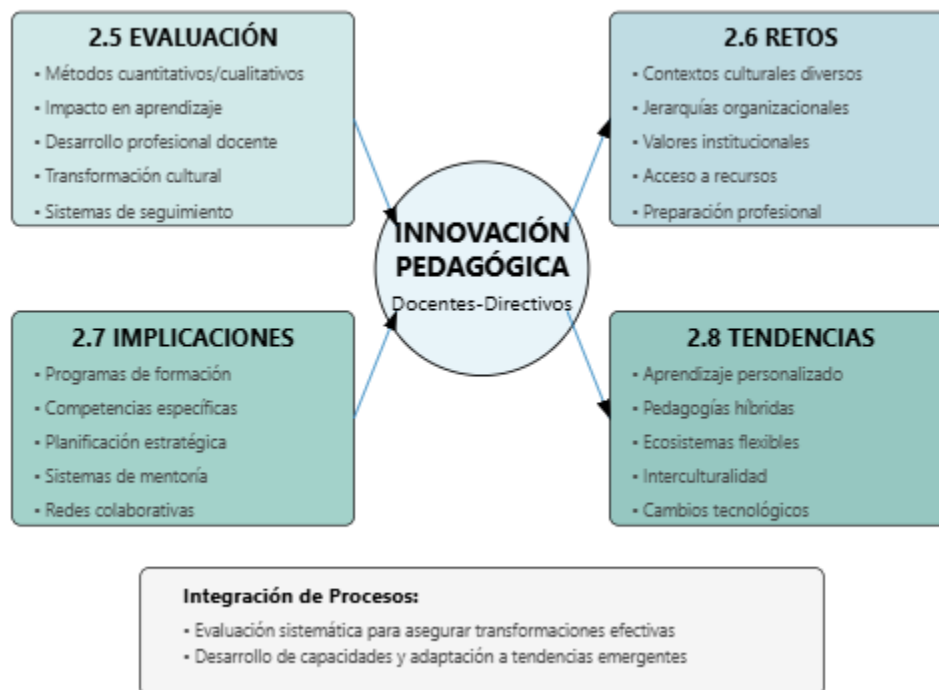 2.5 EVALUACIÓN
• Métodos cuantitativos/cualitativos
• Impacto en aprendizaje
• Desarrollo profesional docente
• Transformación cultural
• Sistemas de seguimiento
2.6 RETOS
• Contextos culturales diversos
• Jerarquías organizacionales
• Valores institucionales
• Acceso a recursos
• Preparación profesional
INNOVACIÓN
PEDAGÓGICA
Docentes-Directivos
2.7 IMPLICACIONES
• Programas de formación
• Competencias específicas
• Planificación estratégica
• Sistemas de mentoría
• Redes colaborativas
2.8 TENDENCIAS
• Aprendizaje personalizado
• Pedagogías híbridas
• Ecosistemas flexibles
• Interculturalidad
• Cambios tecnológicos
Integración de Procesos:
• Evaluación sistemática para asegurar transformaciones efectivas
• Desarrollo de capacidades y adaptación a tendencias emergentes